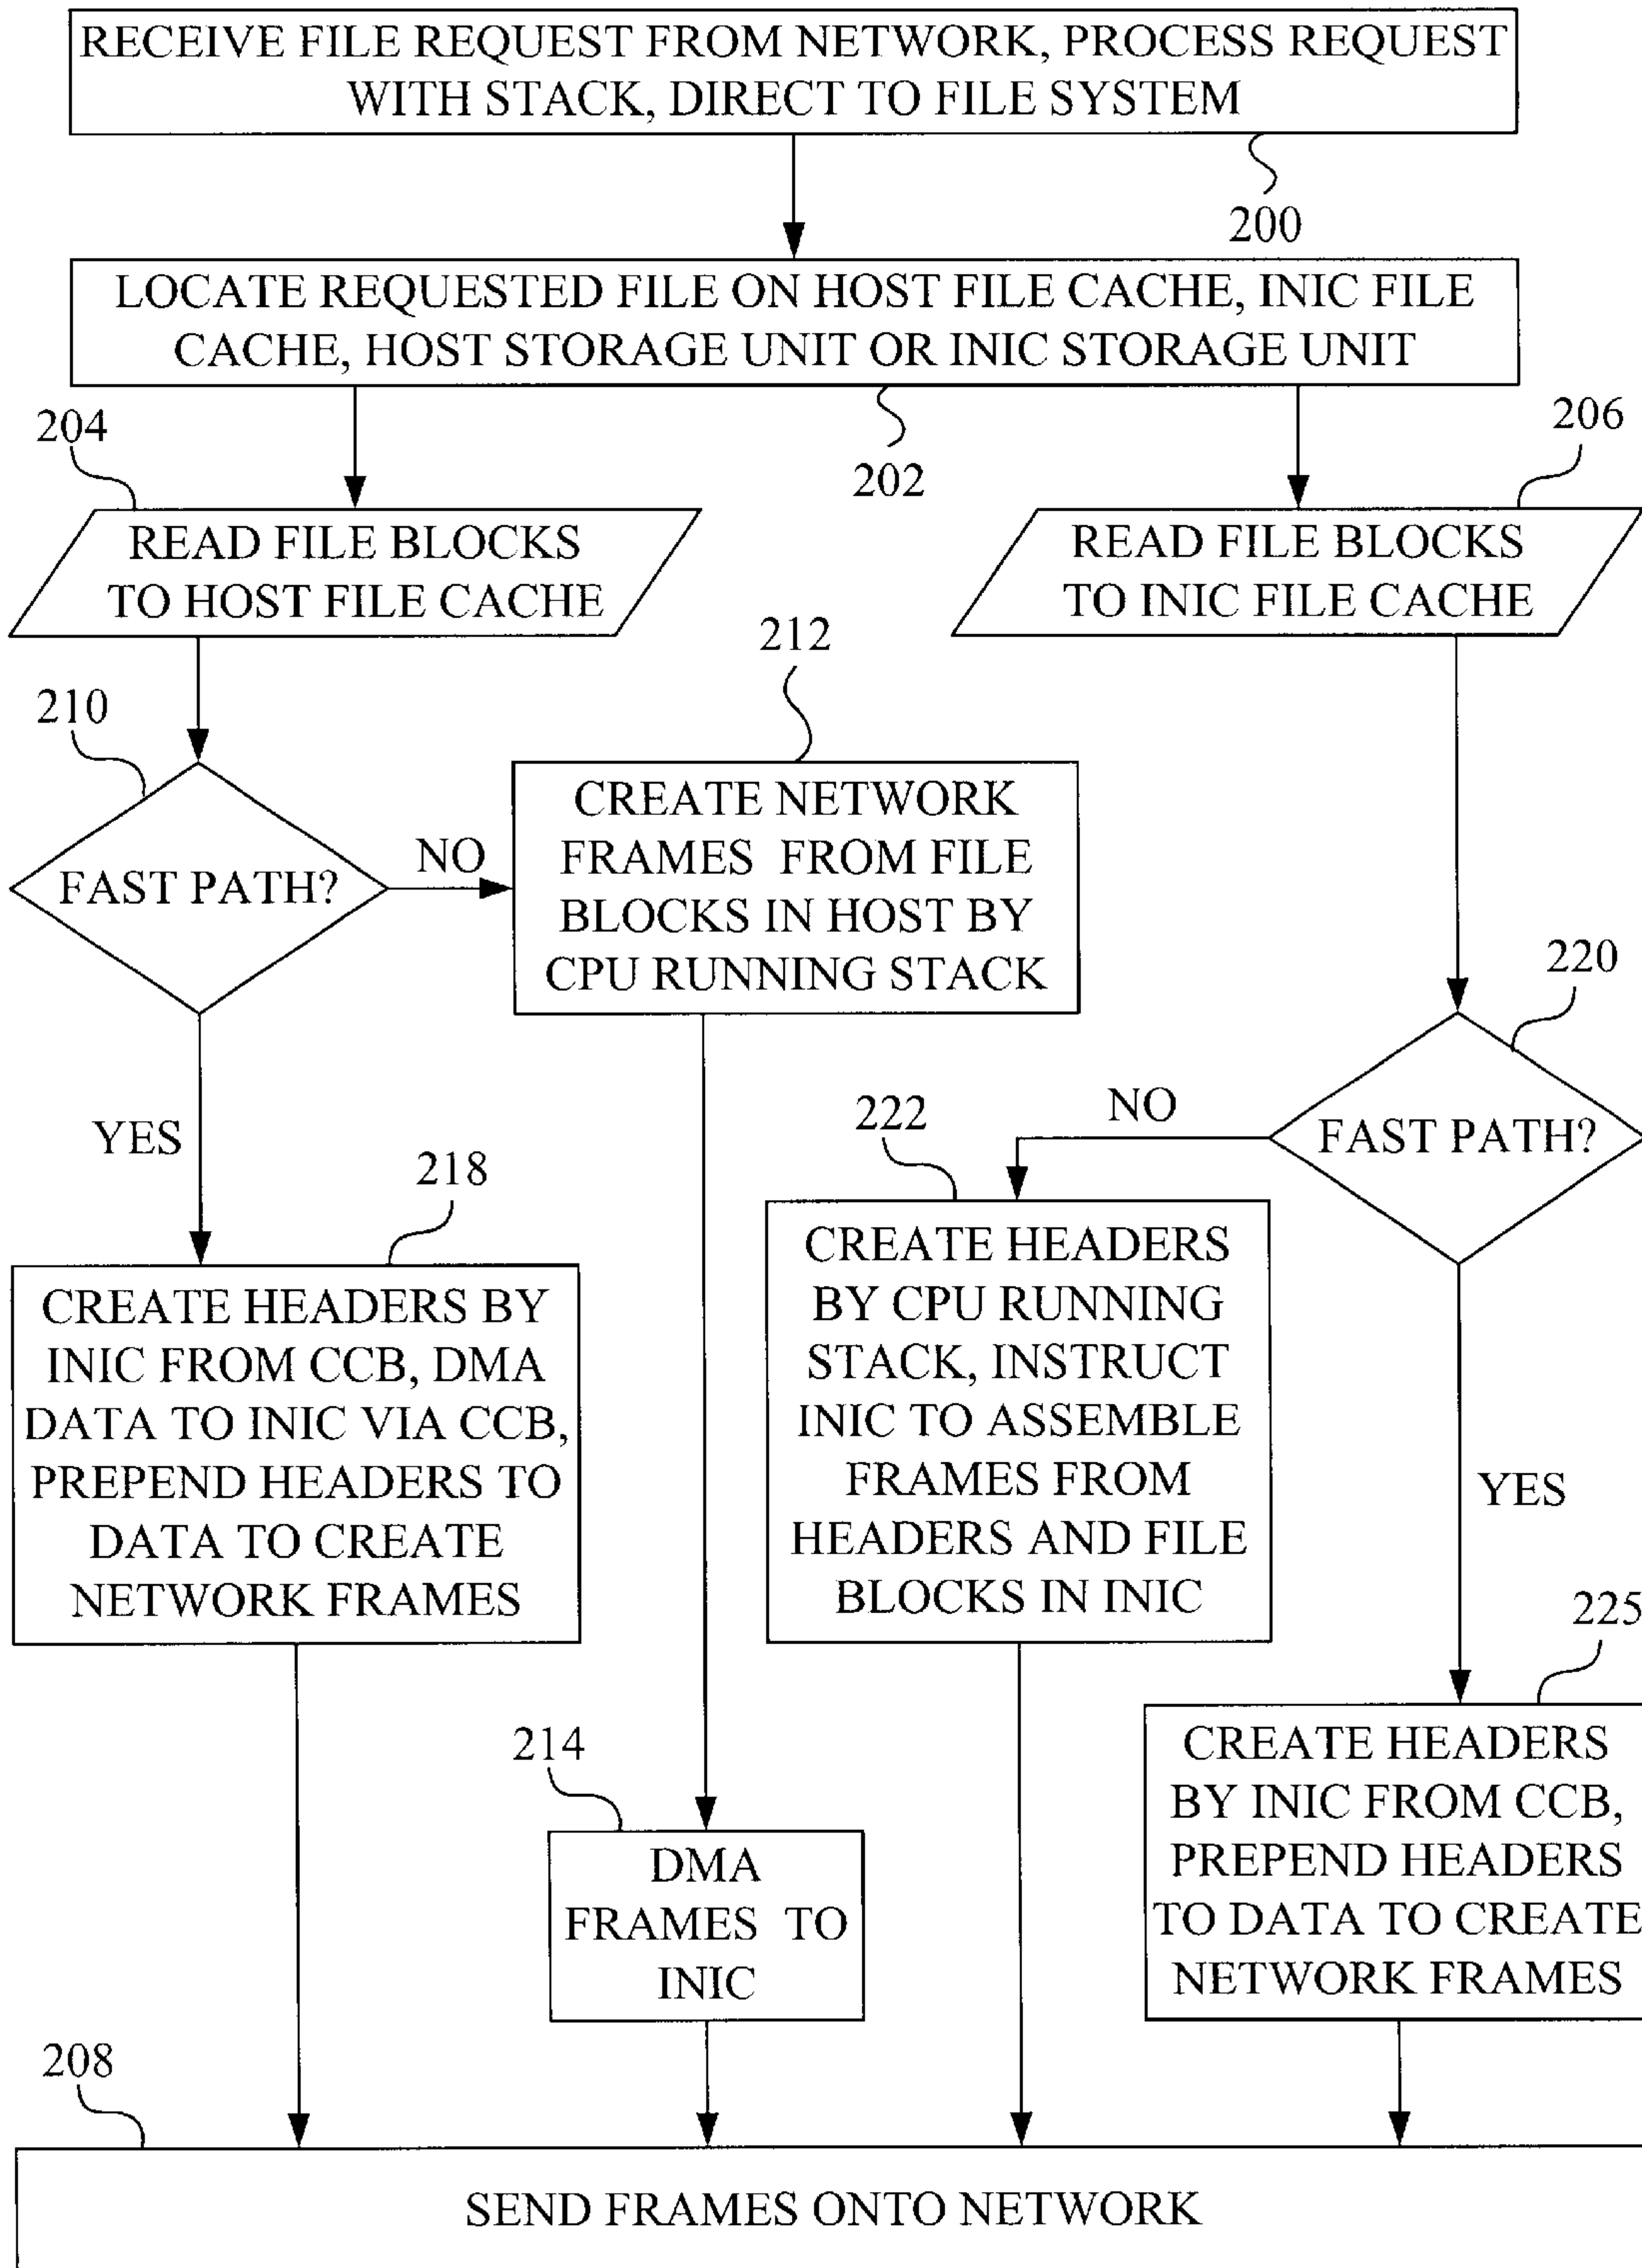 RECEIVE FILE REQUEST FROM NETWORK, PROCESS REQUEST
WITH STACK, DIRECT TO FILE SYSTEM
200
LOCATE REQUESTED FILE ON HOST FILE CACHE, INIC FILE
CACHE, HOST STORAGE UNIT OR INIC STORAGE UNIT
202
204
READ FILE BLOCKS
TO HOST FILE CACHE
206
READ FILE BLOCKS
TO INIC FILE CACHE
210
FAST PATH?
NO
YES
212
CREATE NETWORK
FRAMES FROM FILE
BLOCKS IN HOST BY
CPU RUNNING STACK
220
FAST PATH?
NO
YES
218
CREATE HEADERS BY
INIC FROM CCB, DMA
DATA TO INIC VIA CCB,
PREPEND HEADERS TO
DATA TO CREATE
NETWORK FRAMES
222
CREATE HEADERS
BY CPU RUNNING
STACK, INSTRUCT
INIC TO ASSEMBLE
FRAMES FROM
HEADERS AND FILE
BLOCKS IN INIC
214
DMA
FRAMES TO
INIC
225
CREATE HEADERS
BY INIC FROM CCB,
PREPEND HEADERS
TO DATA TO CREATE
NETWORK FRAMES
208
SEND FRAMES ONTO NETWORK